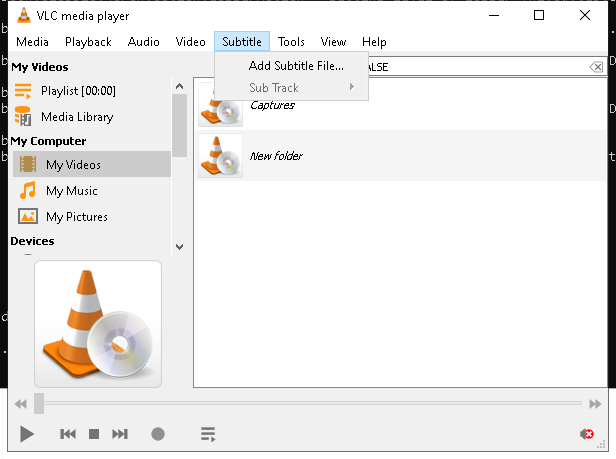 VLC media player
Media Playback Audio Video Subtitle Tools View Help
My Videos
Add Subtitle File...
ALSE
Playlist [00:00]
Sub Track
Media Library
Captures
My Computer
My Videos
New folder
My Music
My Pictures
Devices